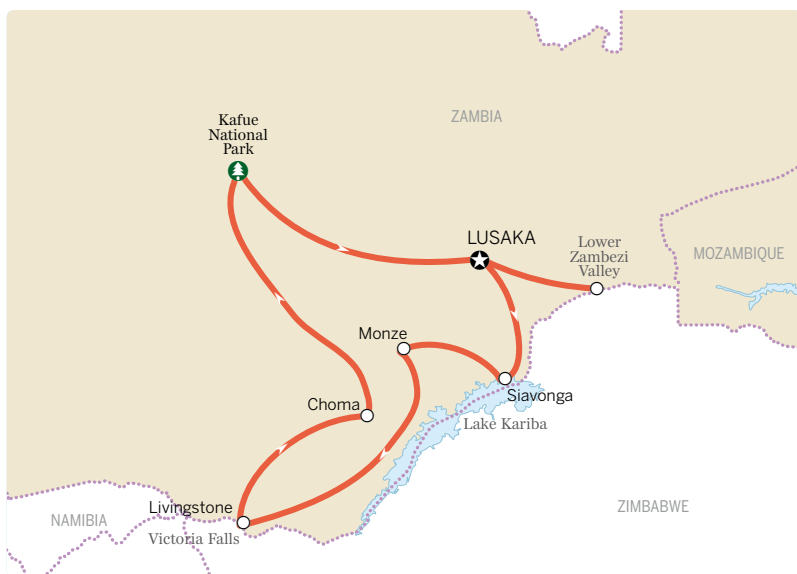 Kafue
National
Park
ZAMBIA
LUSAKA
Lower
Zambezi
Valley
MOZAMBIQUE
Monze
Choma
Siavonga
Lake Kariba
Livingstone
ZIMBABWE
NAMIBIA
Victoria Falls